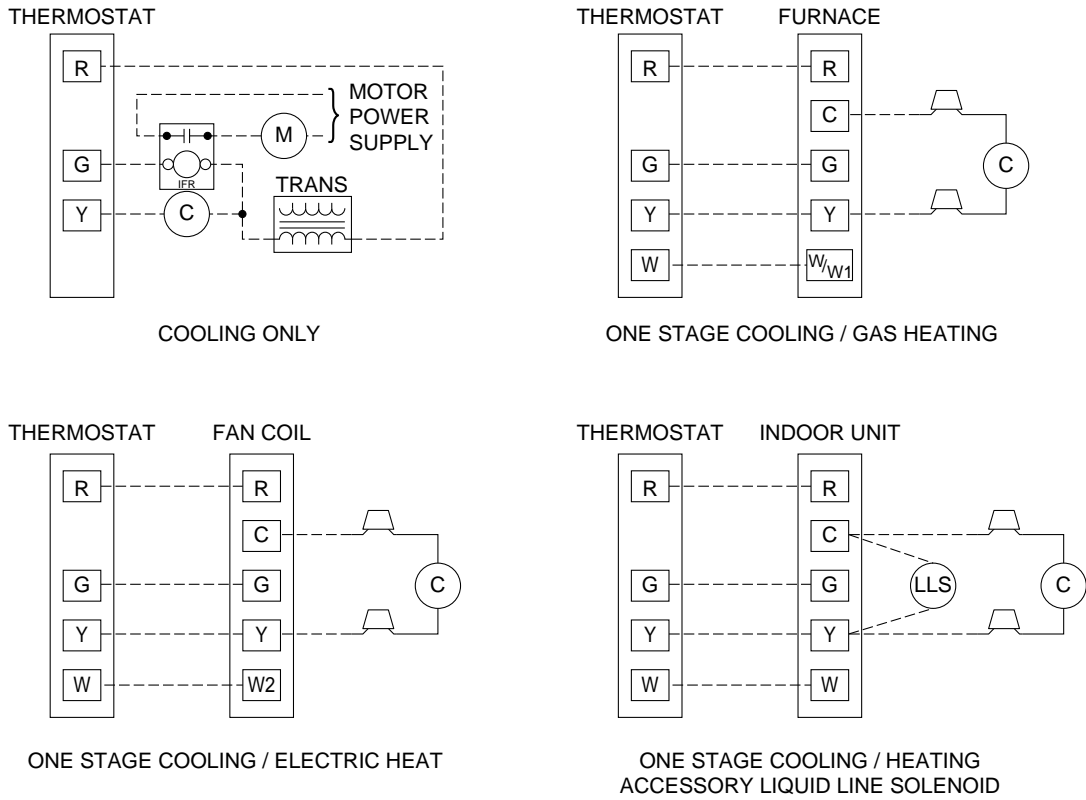 THERMOSTAT
R
G
Y
MOTOR
POWER
SUPPLY
M
IFR
C
TRANS
COOLING ONLY
THERMOSTAT FURNACE
R R
C
G G
Y Y
W W/W1
C
ONE STAGE COOLING / GAS HEATING
THERMOSTAT FAN COIL
R R
C
G G
Y Y
W W2
C
ONE STAGE COOLING / ELECTRIC HEAT
THERMOSTAT INDOOR UNIT
R R
C
G G
Y Y
W W
LLS
C
ONE STAGE COOLING / HEATING
ACCESSORY LIQUID LINE SOLENOID